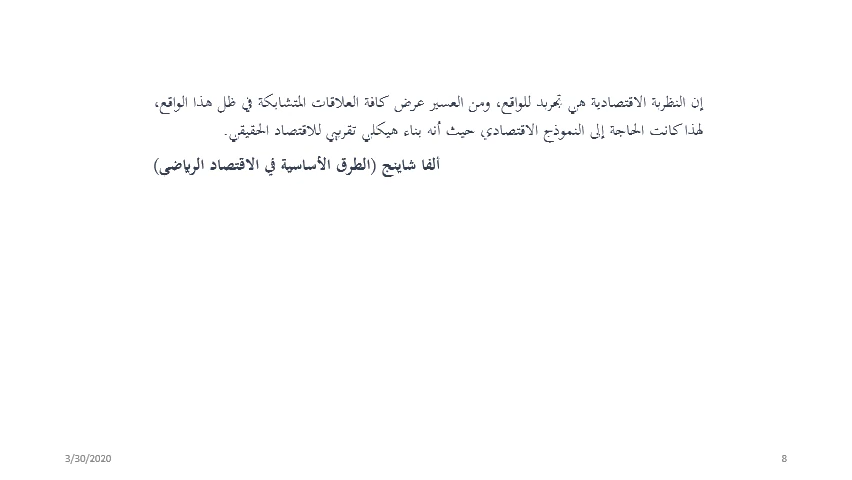 إن النظرية الاقتصادية هي تجريد للواقع، ومن العسير عرض كافة العلاقات المتشابكة في ظل هذا الواقع،
لهذا كانت الحاجة إلى النموذج الاقتصادي حيث أنه بناء هيكلي تقريبي للاقتصاد الحقيقي.
ألفا شاينج (الطرق الأساسية في الاقتصاد الرياضى)
3/30/2020
8